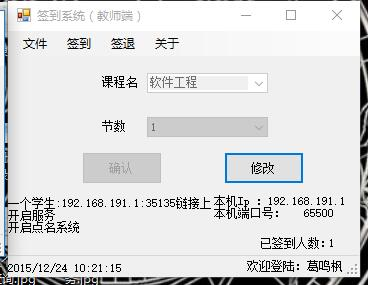 签到系统（教师端）
文件 签到 签退 关于
课程名 软件工程
节数 1
确认 修改
一个学生:192.168.191.1:35135链接上
本机Ip : 192.168.191.1
开启服务
本机端口号: 65500
开启点名系统
已签到人数:1
2015/12/24 10:21:15
欢迎登陆: 葛鸣枫